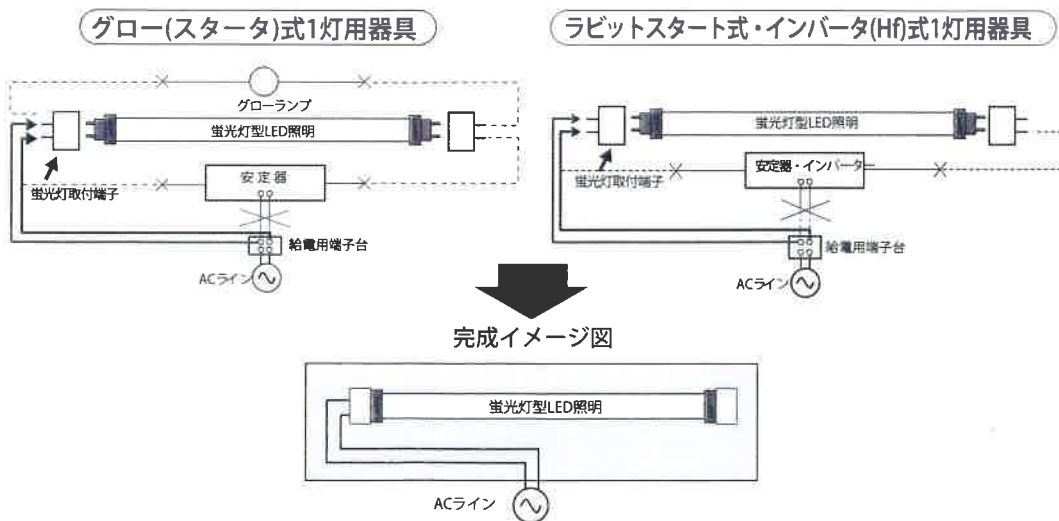 グロー(スタータ)式1灯用器具
ラビットスタート式・インバータ(Hf)式1灯用器具
グローランプ
蛍光灯型LED照明
蛍光灯型LED照明
安定器
安定器・インバータ
蛍光灯取付端子
蛍光灯取付端子
給電用端子台
給電用端子台
ACライン
ACライン
完成イメージ図
蛍光灯型LED照明
ACライン